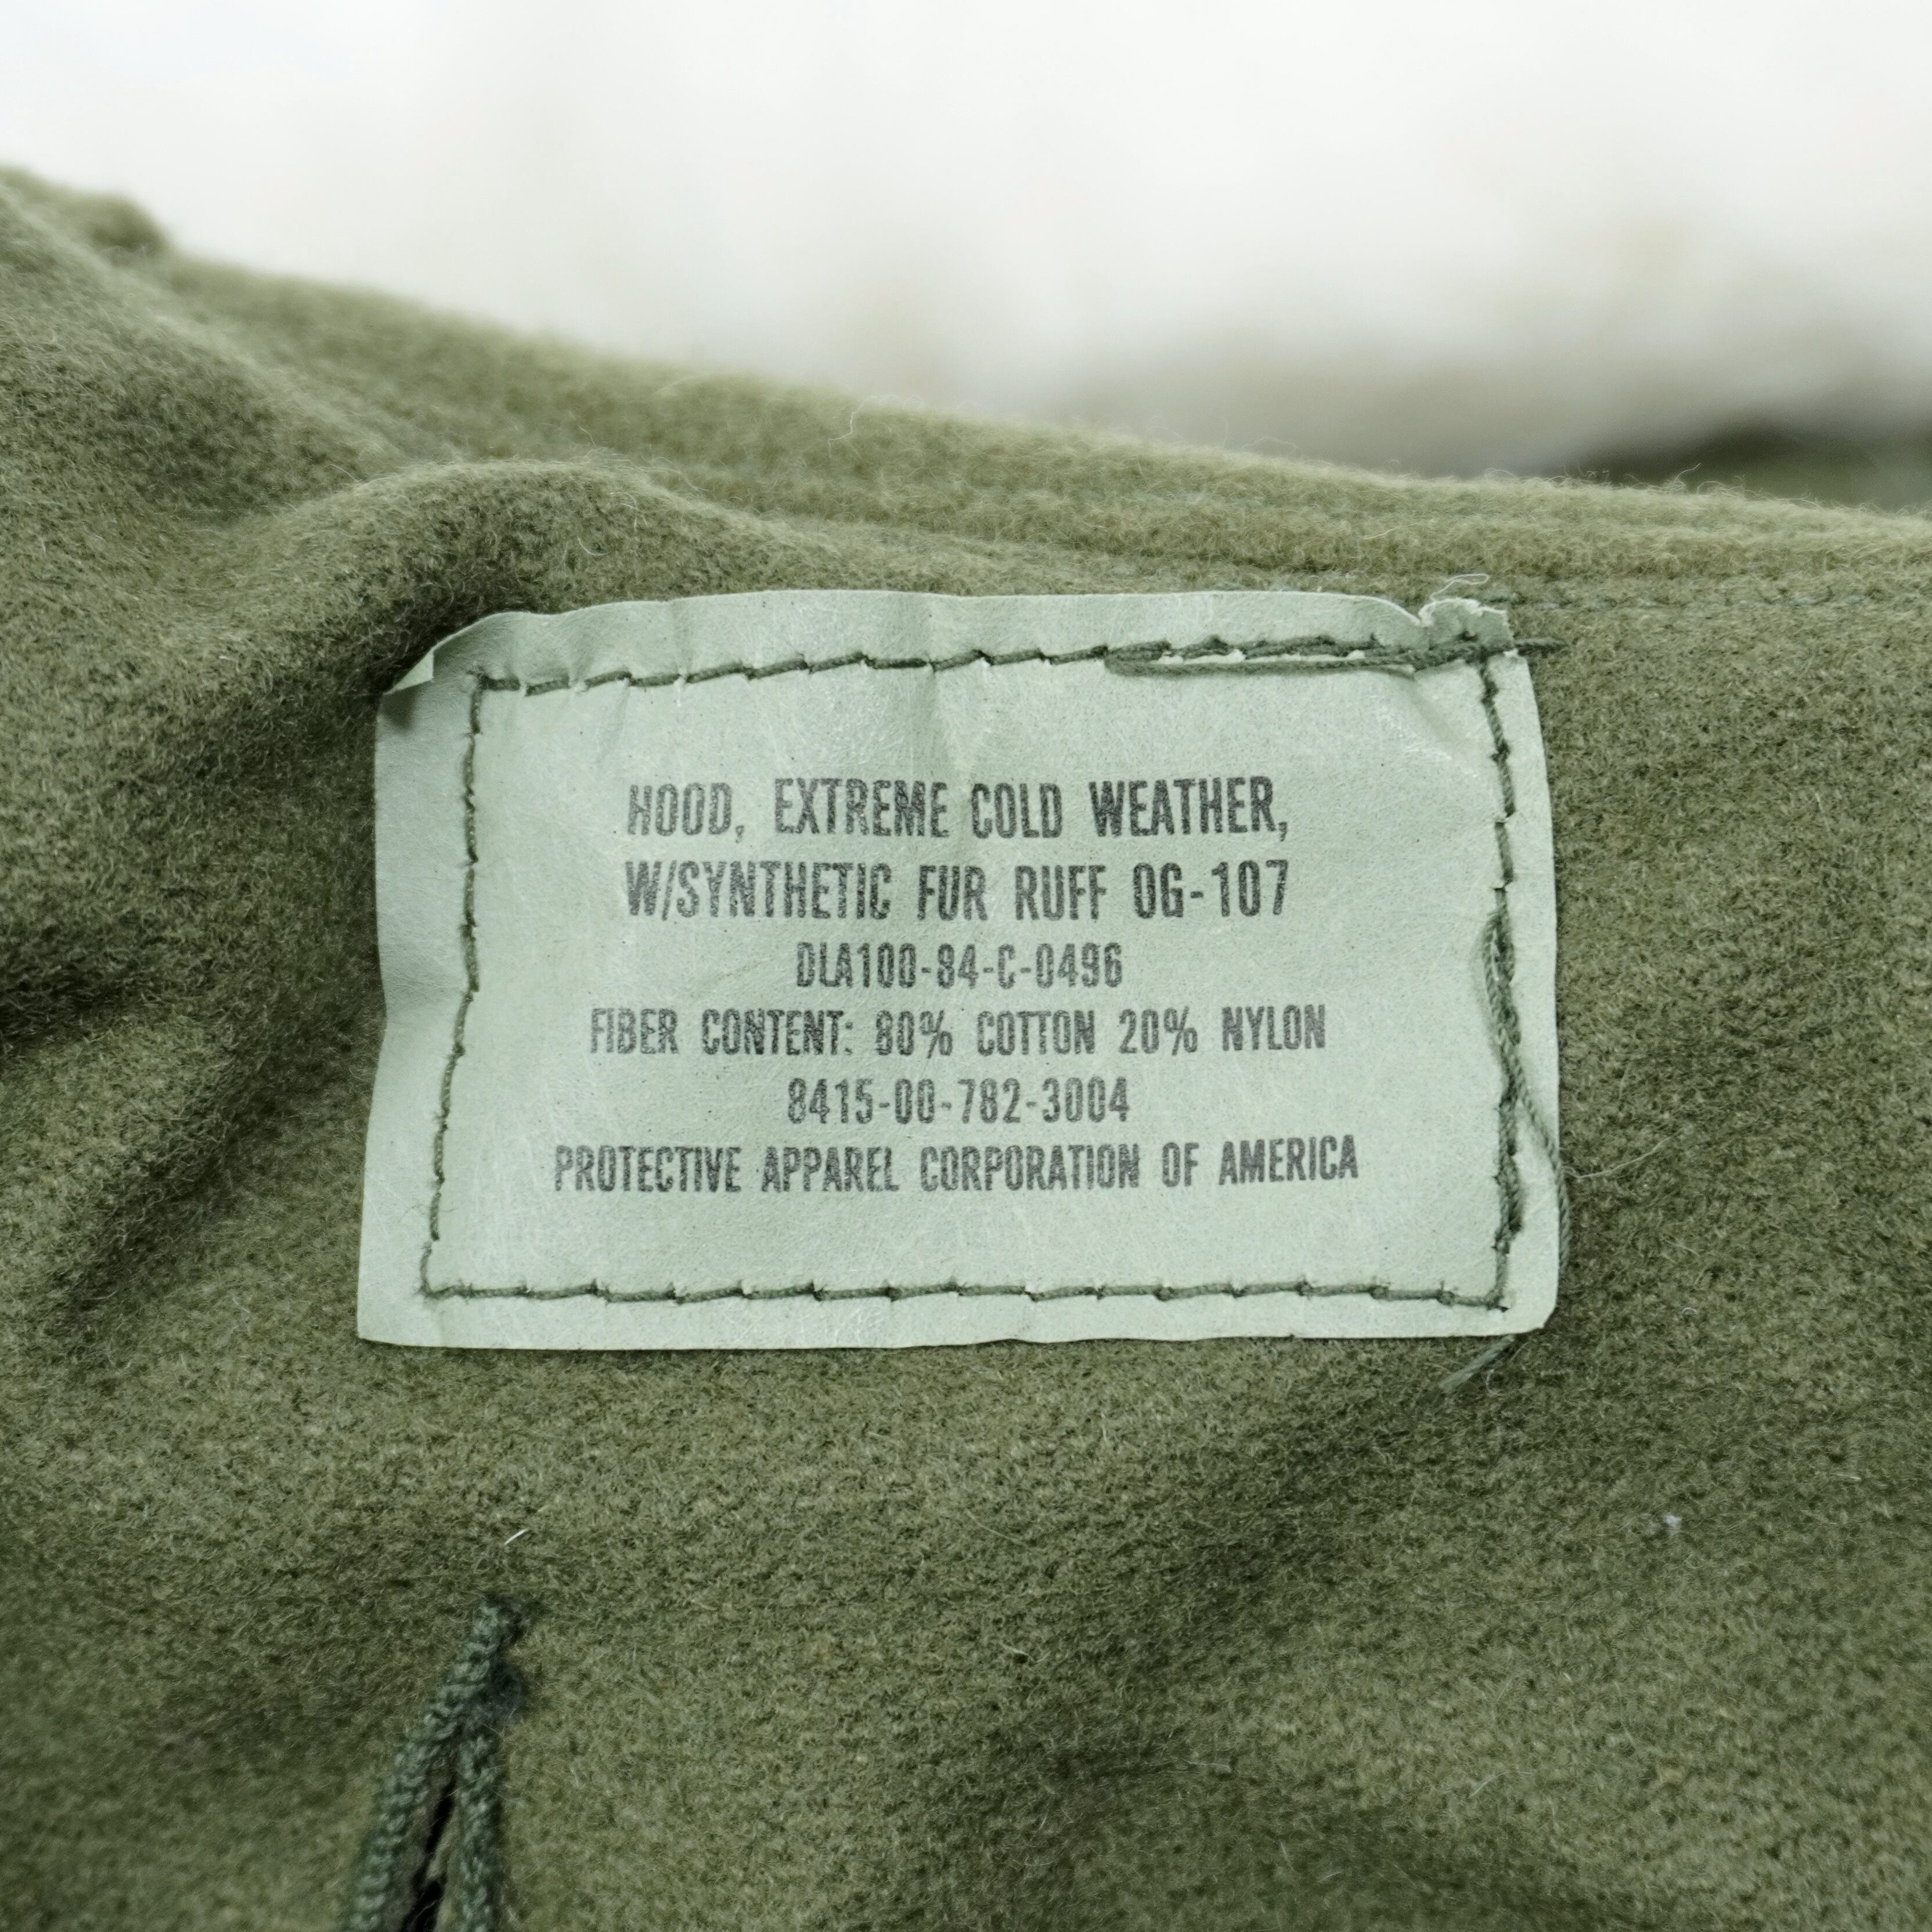 HOOD, EXTREME COLD WEATHER,
W/SYNTHETIC FUR RUFF OG-107
DLA100-84-C-0496
FIBER CONTENT: 80% COTTON 20% NYLON
8415-00-782-3004
PROTECTIVE APPAREL CORPORATION OF AMERICA